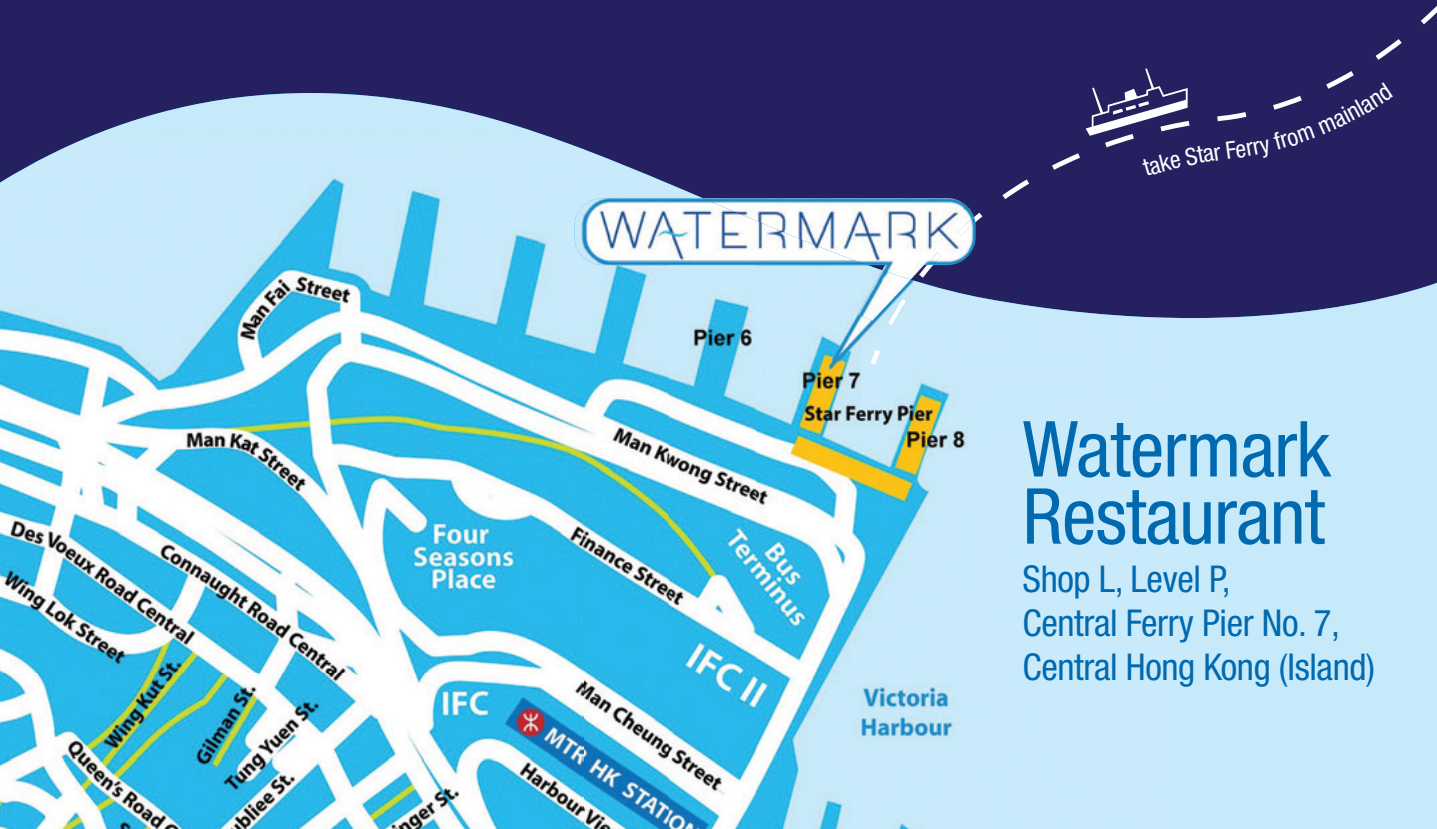 take Star Ferry from mainland
WATERMARK
Man Fai Street
Pier 6
Pier 7
Star Ferry Pier
Pier 8
Man Kat Street
Man Kwong Street
Watermark
Restaurant
Shop L, Level P,
Central Ferry Pier No. 7,
Central Hong Kong (Island)
Four
Seasons
Place
Finance Street
Bus
Terminus
Des Voeux Road Central
Connaught Road Central
Wing Lok Street
IFC II
Wing Kut St.
Gilman St.
Tung Yuen St.
IFC
Man Cheung Street
Victoria
Harbour
MTR HK STATION
Queen's Road
Harbour